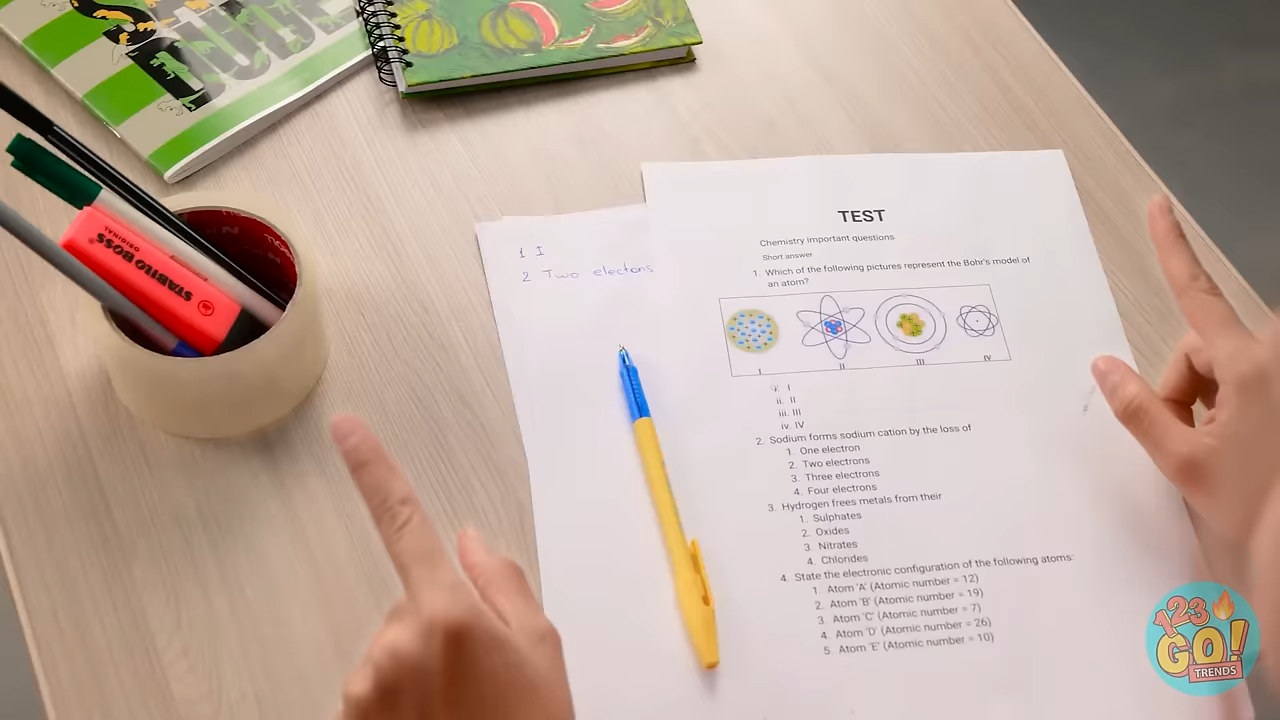 STABILO BOSS
ORIGINAL
1 I
2 Two electons
TEST
Chemistry important questions
Short answer
1. Which of the following pictures represent the Bohr's model of
an atom?
I II III IV
i. I
ii. II
iii. III
iv. IV
2. Sodium forms sodium cation by the loss of
1. One electron
2. Two electrons
3. Three electrons
4. Four electrons
3. Hydrogen frees metals from their
1. Sulphates
2. Oxides
3. Nitrates
4. Chlorides
4. State the electronic configuration of the following atoms:
1. Atom 'A' (Atomic number = 12)
2. Atom 'B' (Atomic number = 19)
3. Atom 'C' (Atomic number = 7)
4. Atom 'D' (Atomic number = 26)
5. Atom 'E' (Atomic number = 10)
123
GO!
TRENDS